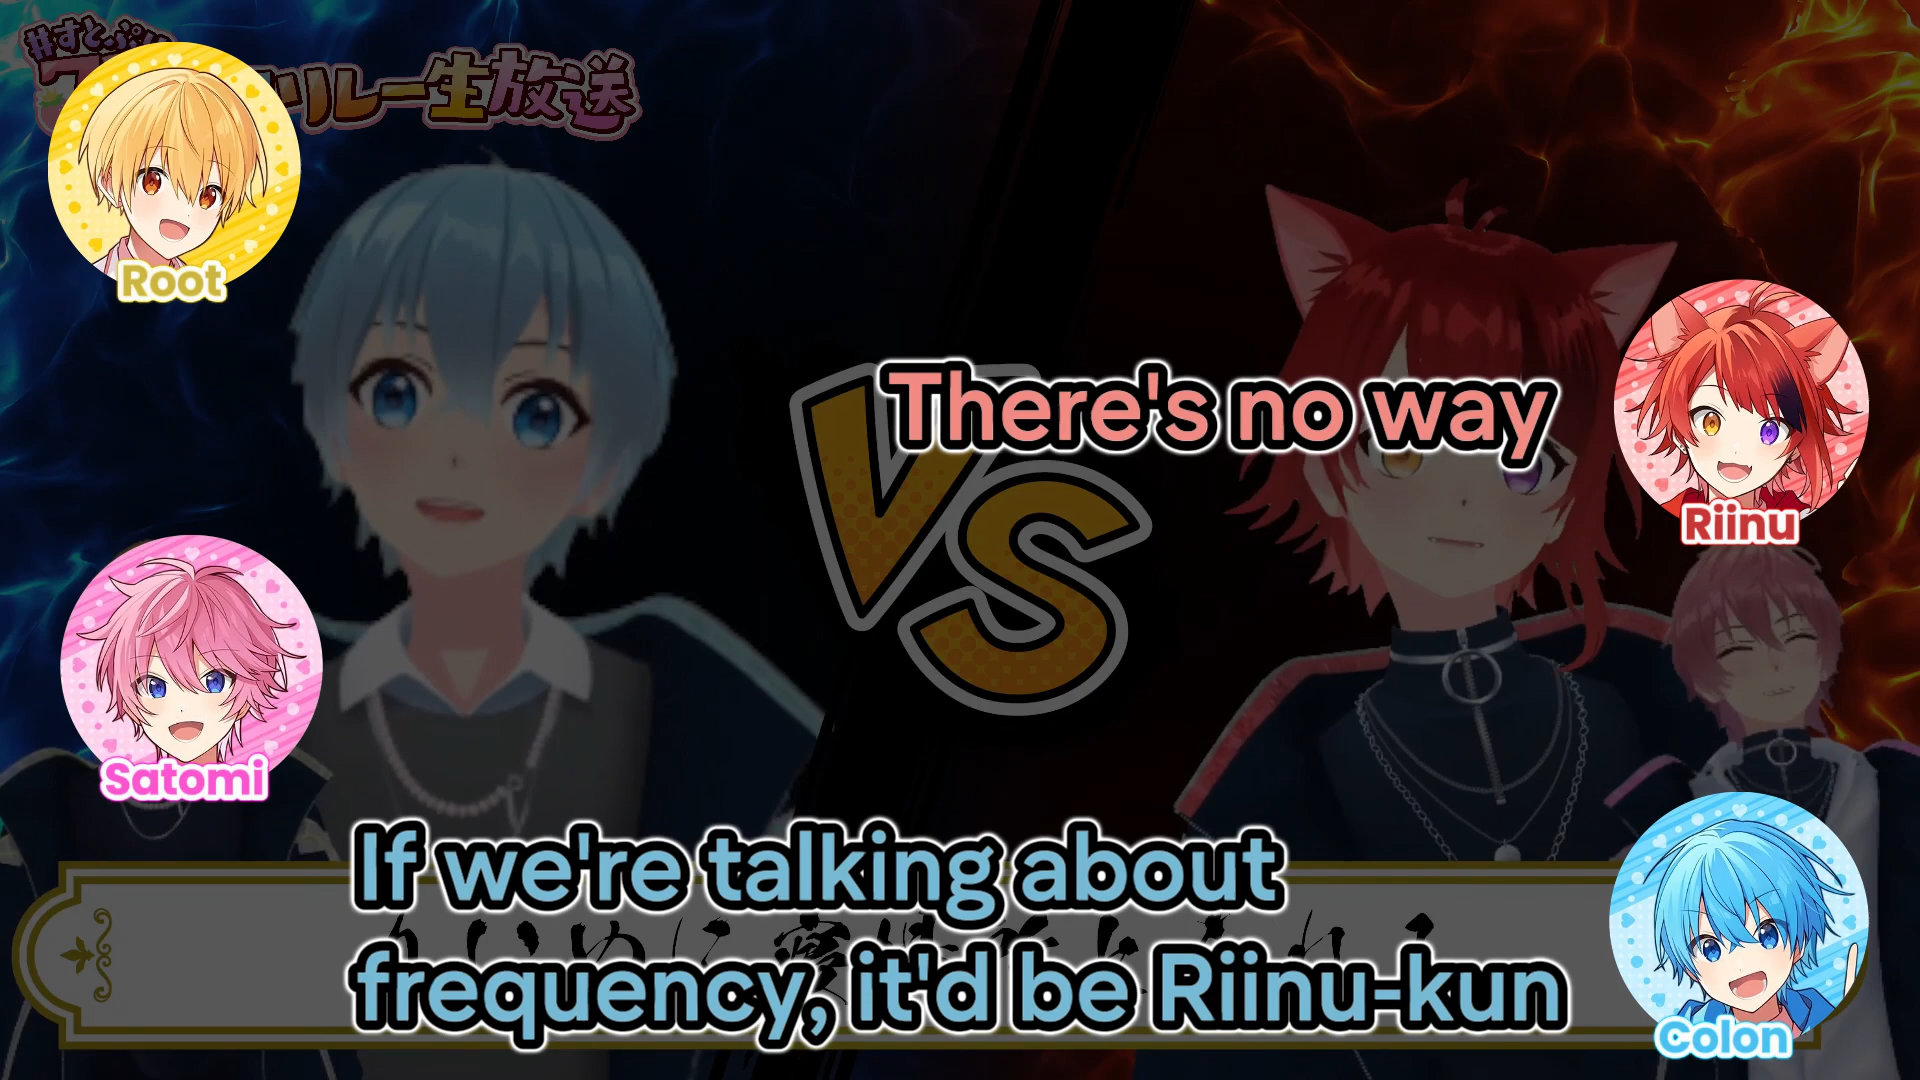 #すとぷり
リレー生放送
Root
VS
There's no way
Riinu
Satomi
If we're talking about
frequency, it'd be Riinu-kun
Colon